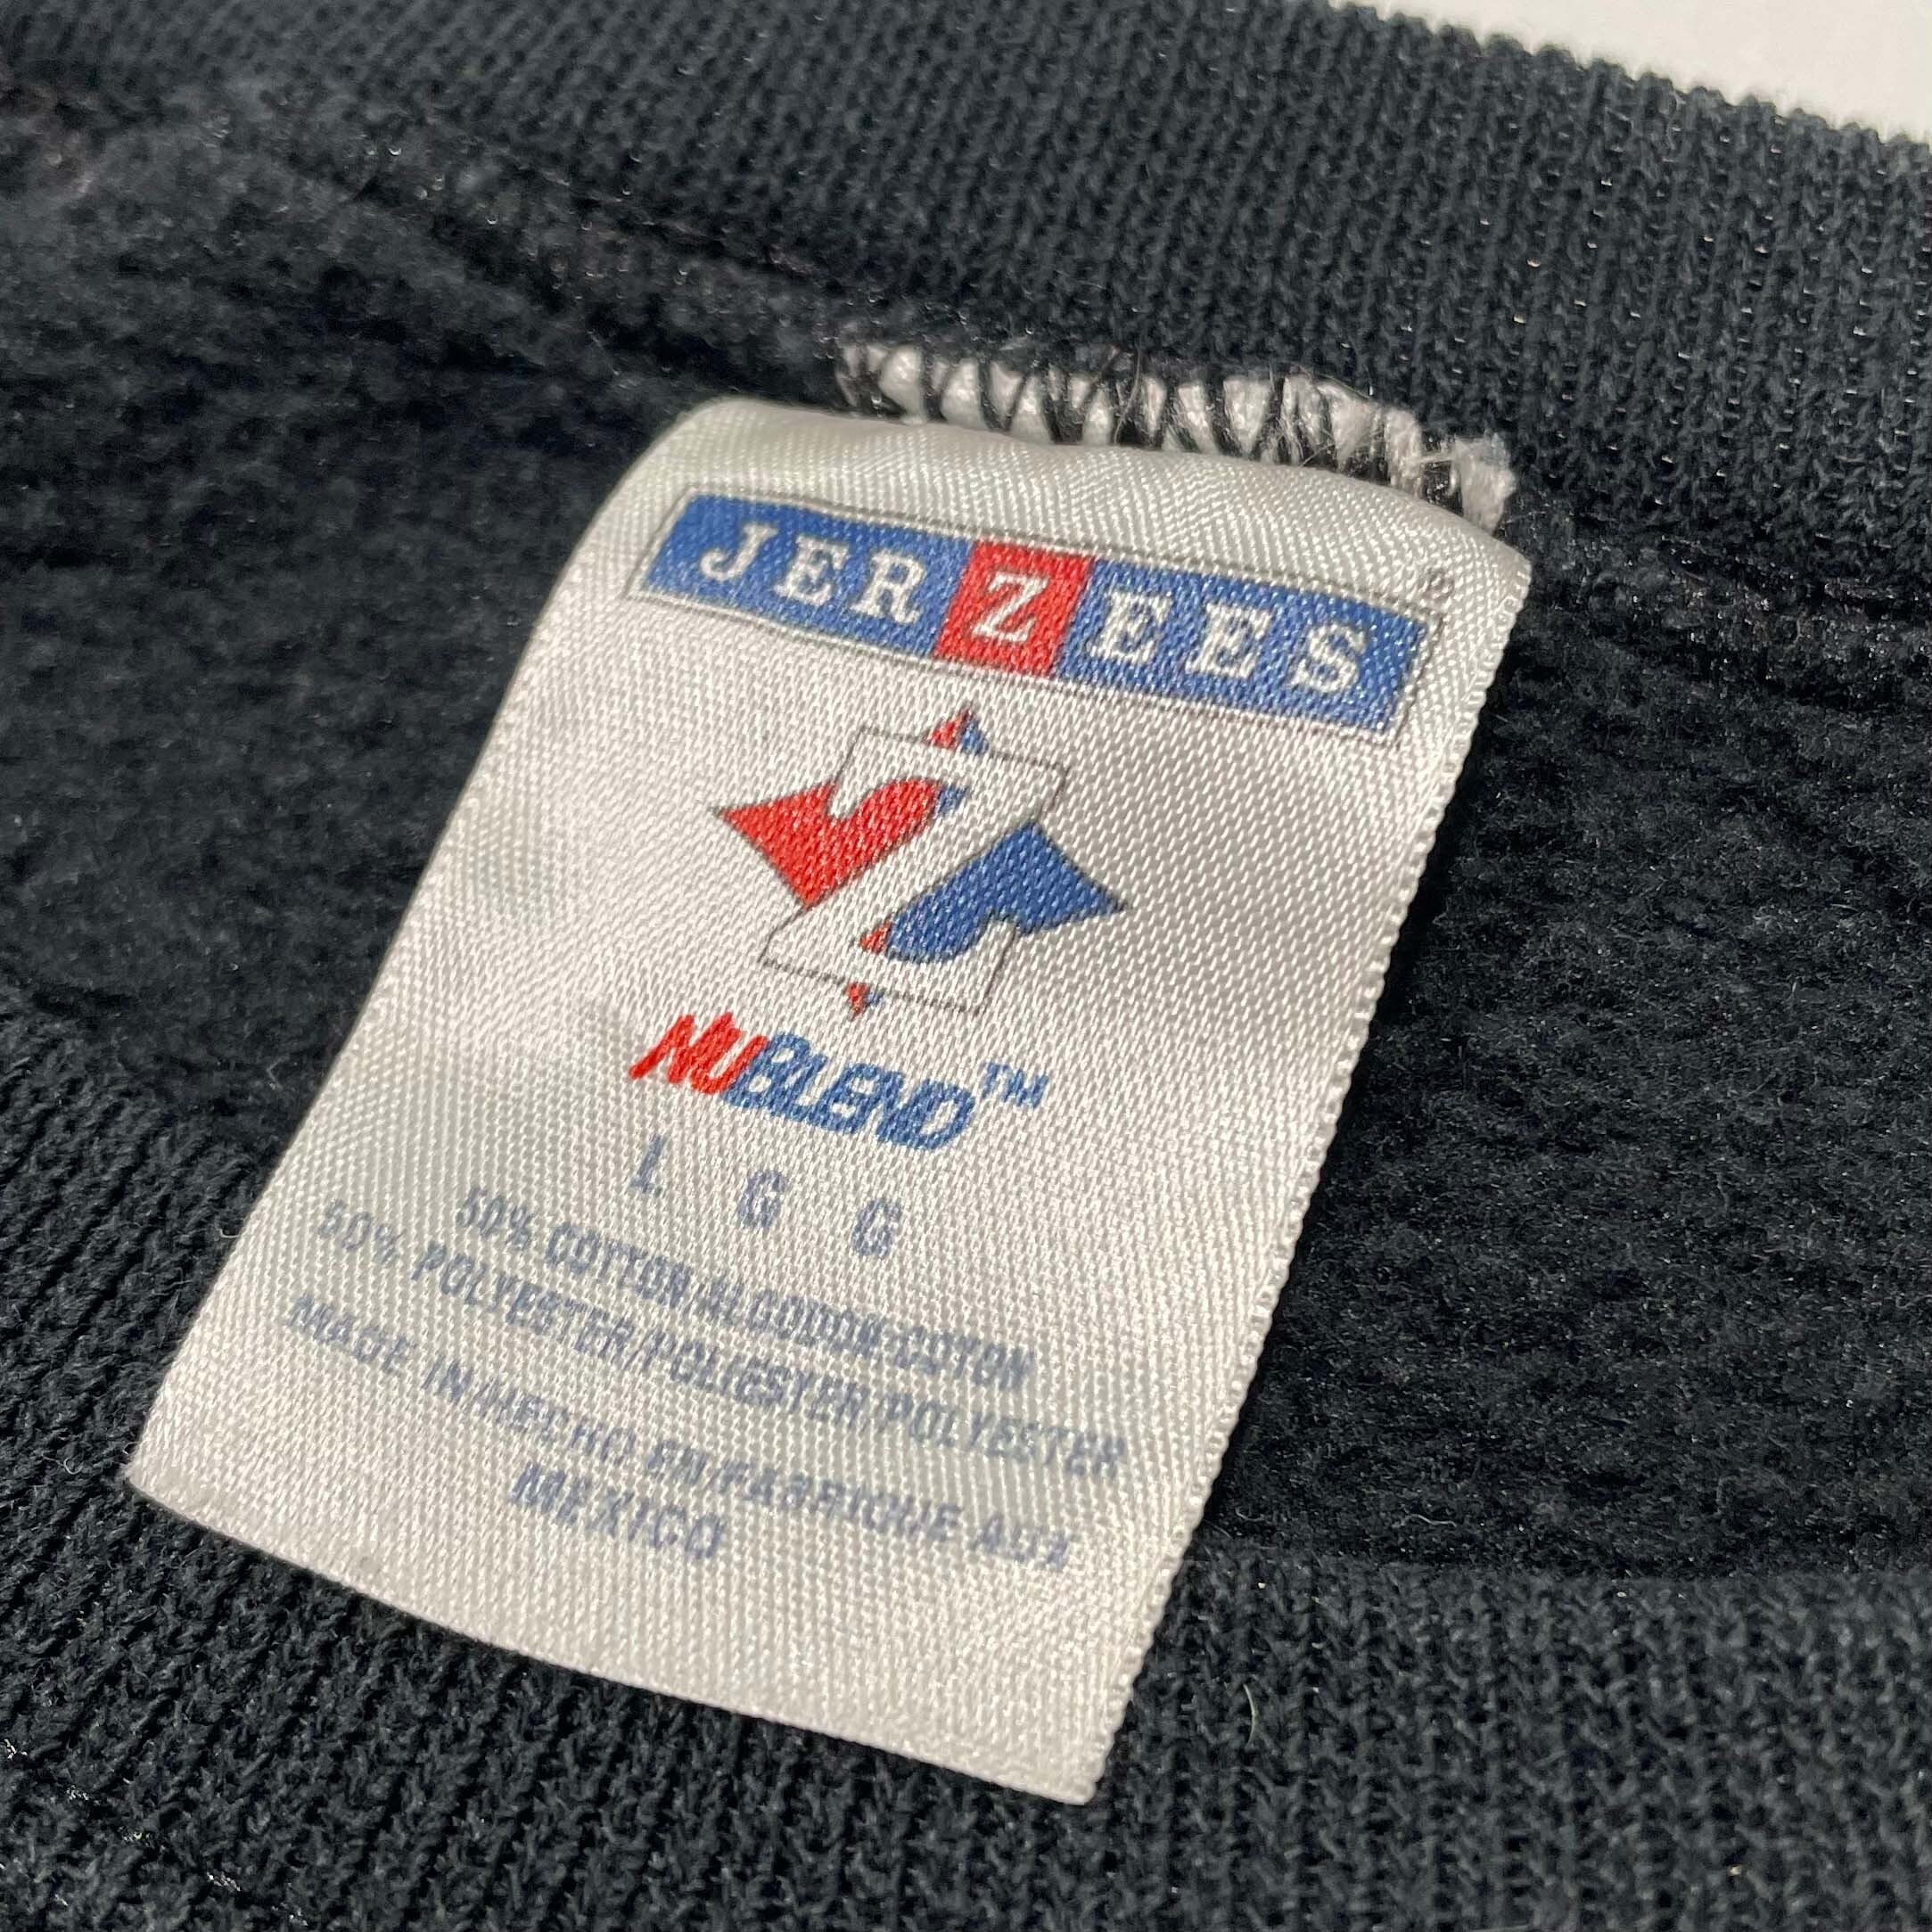 JERZEES®
Z
NUBLEND™
L G G
50% COTTON/ALGODON/COTON
50% POLYESTER/POLIESTER/POLYESTER
MADE IN/HECHO EN/FABRIQUE AU/
MEXICO